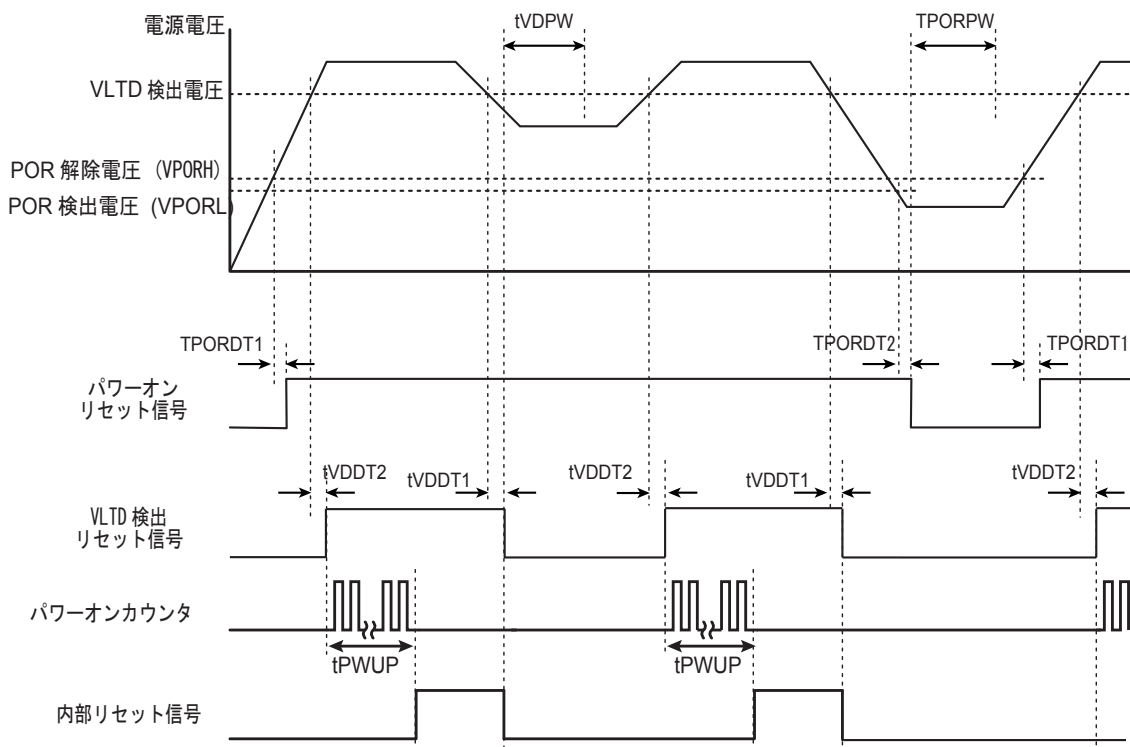 電源電圧
tVDPW
TPORPW
VLTD 検出電圧
POR 解除電圧 (VPORH)
POR 検出電圧 (VPORL)
TPORDT1
TPORDT2
TPORDT1
パワーオン
リセット信号
tVDDT2
tVDDT1
tVDDT2
tVDDT1
tVDDT2
VLTD 検出
リセット信号
パワーオンカウンタ
tPWUP
tPWUP
内部リセット信号